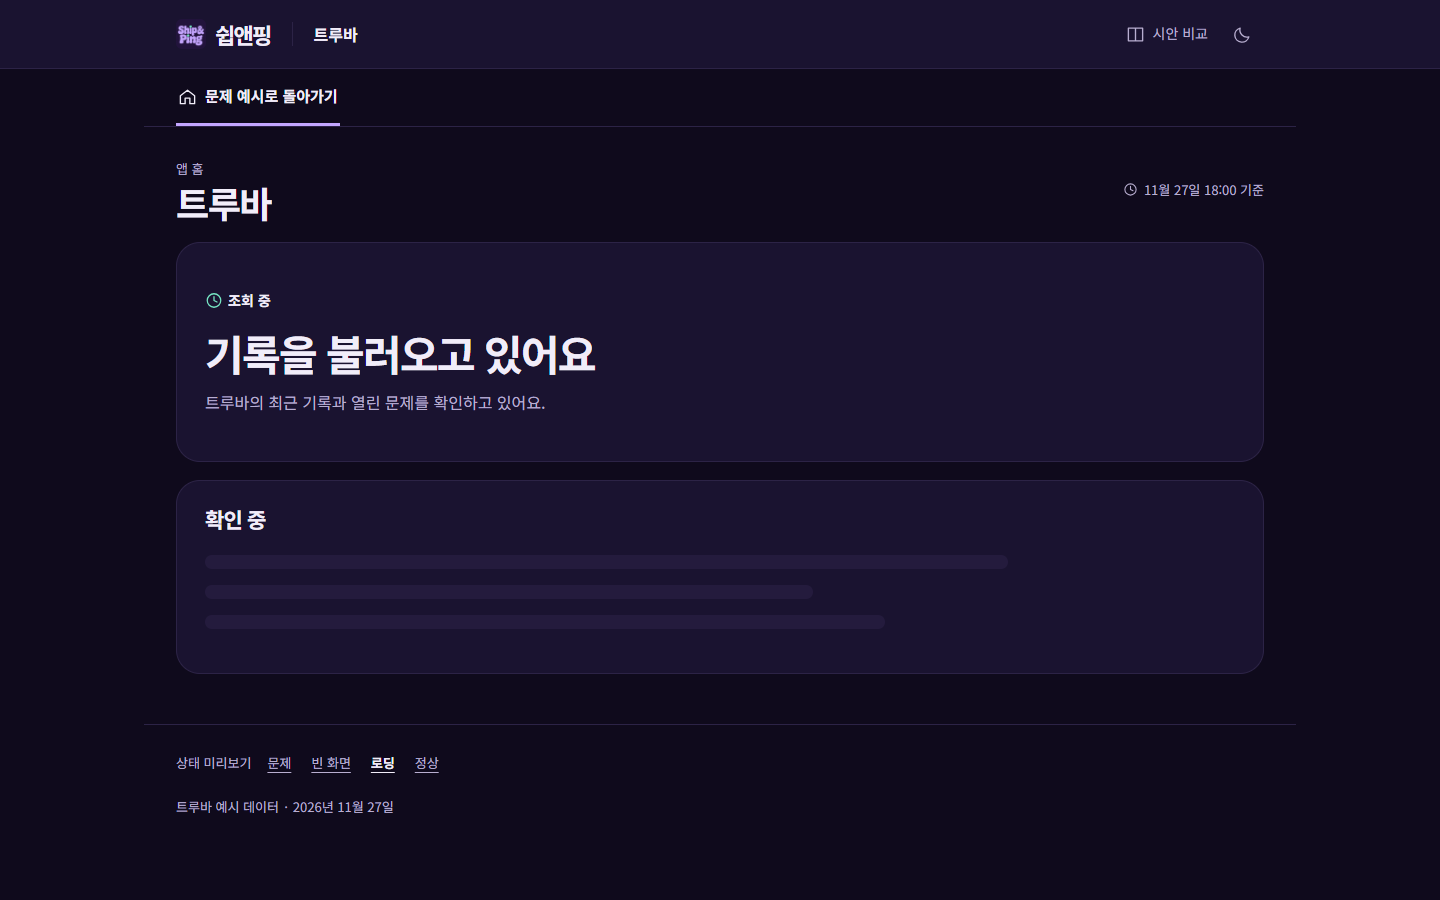 Ship&
Ping
쉽앤핑
트루바
시안 비교
문제 예시로 돌아가기
앱 홈
트루바
11월 27일 18:00 기준
조회 중
기록을 불러오고 있어요
트루바의 최근 기록과 열린 문제를 확인하고 있어요.
확인 중
상태 미리보기 문제 빈 화면 로딩 정상
트루바 예시 데이터 · 2026년 11월 27일